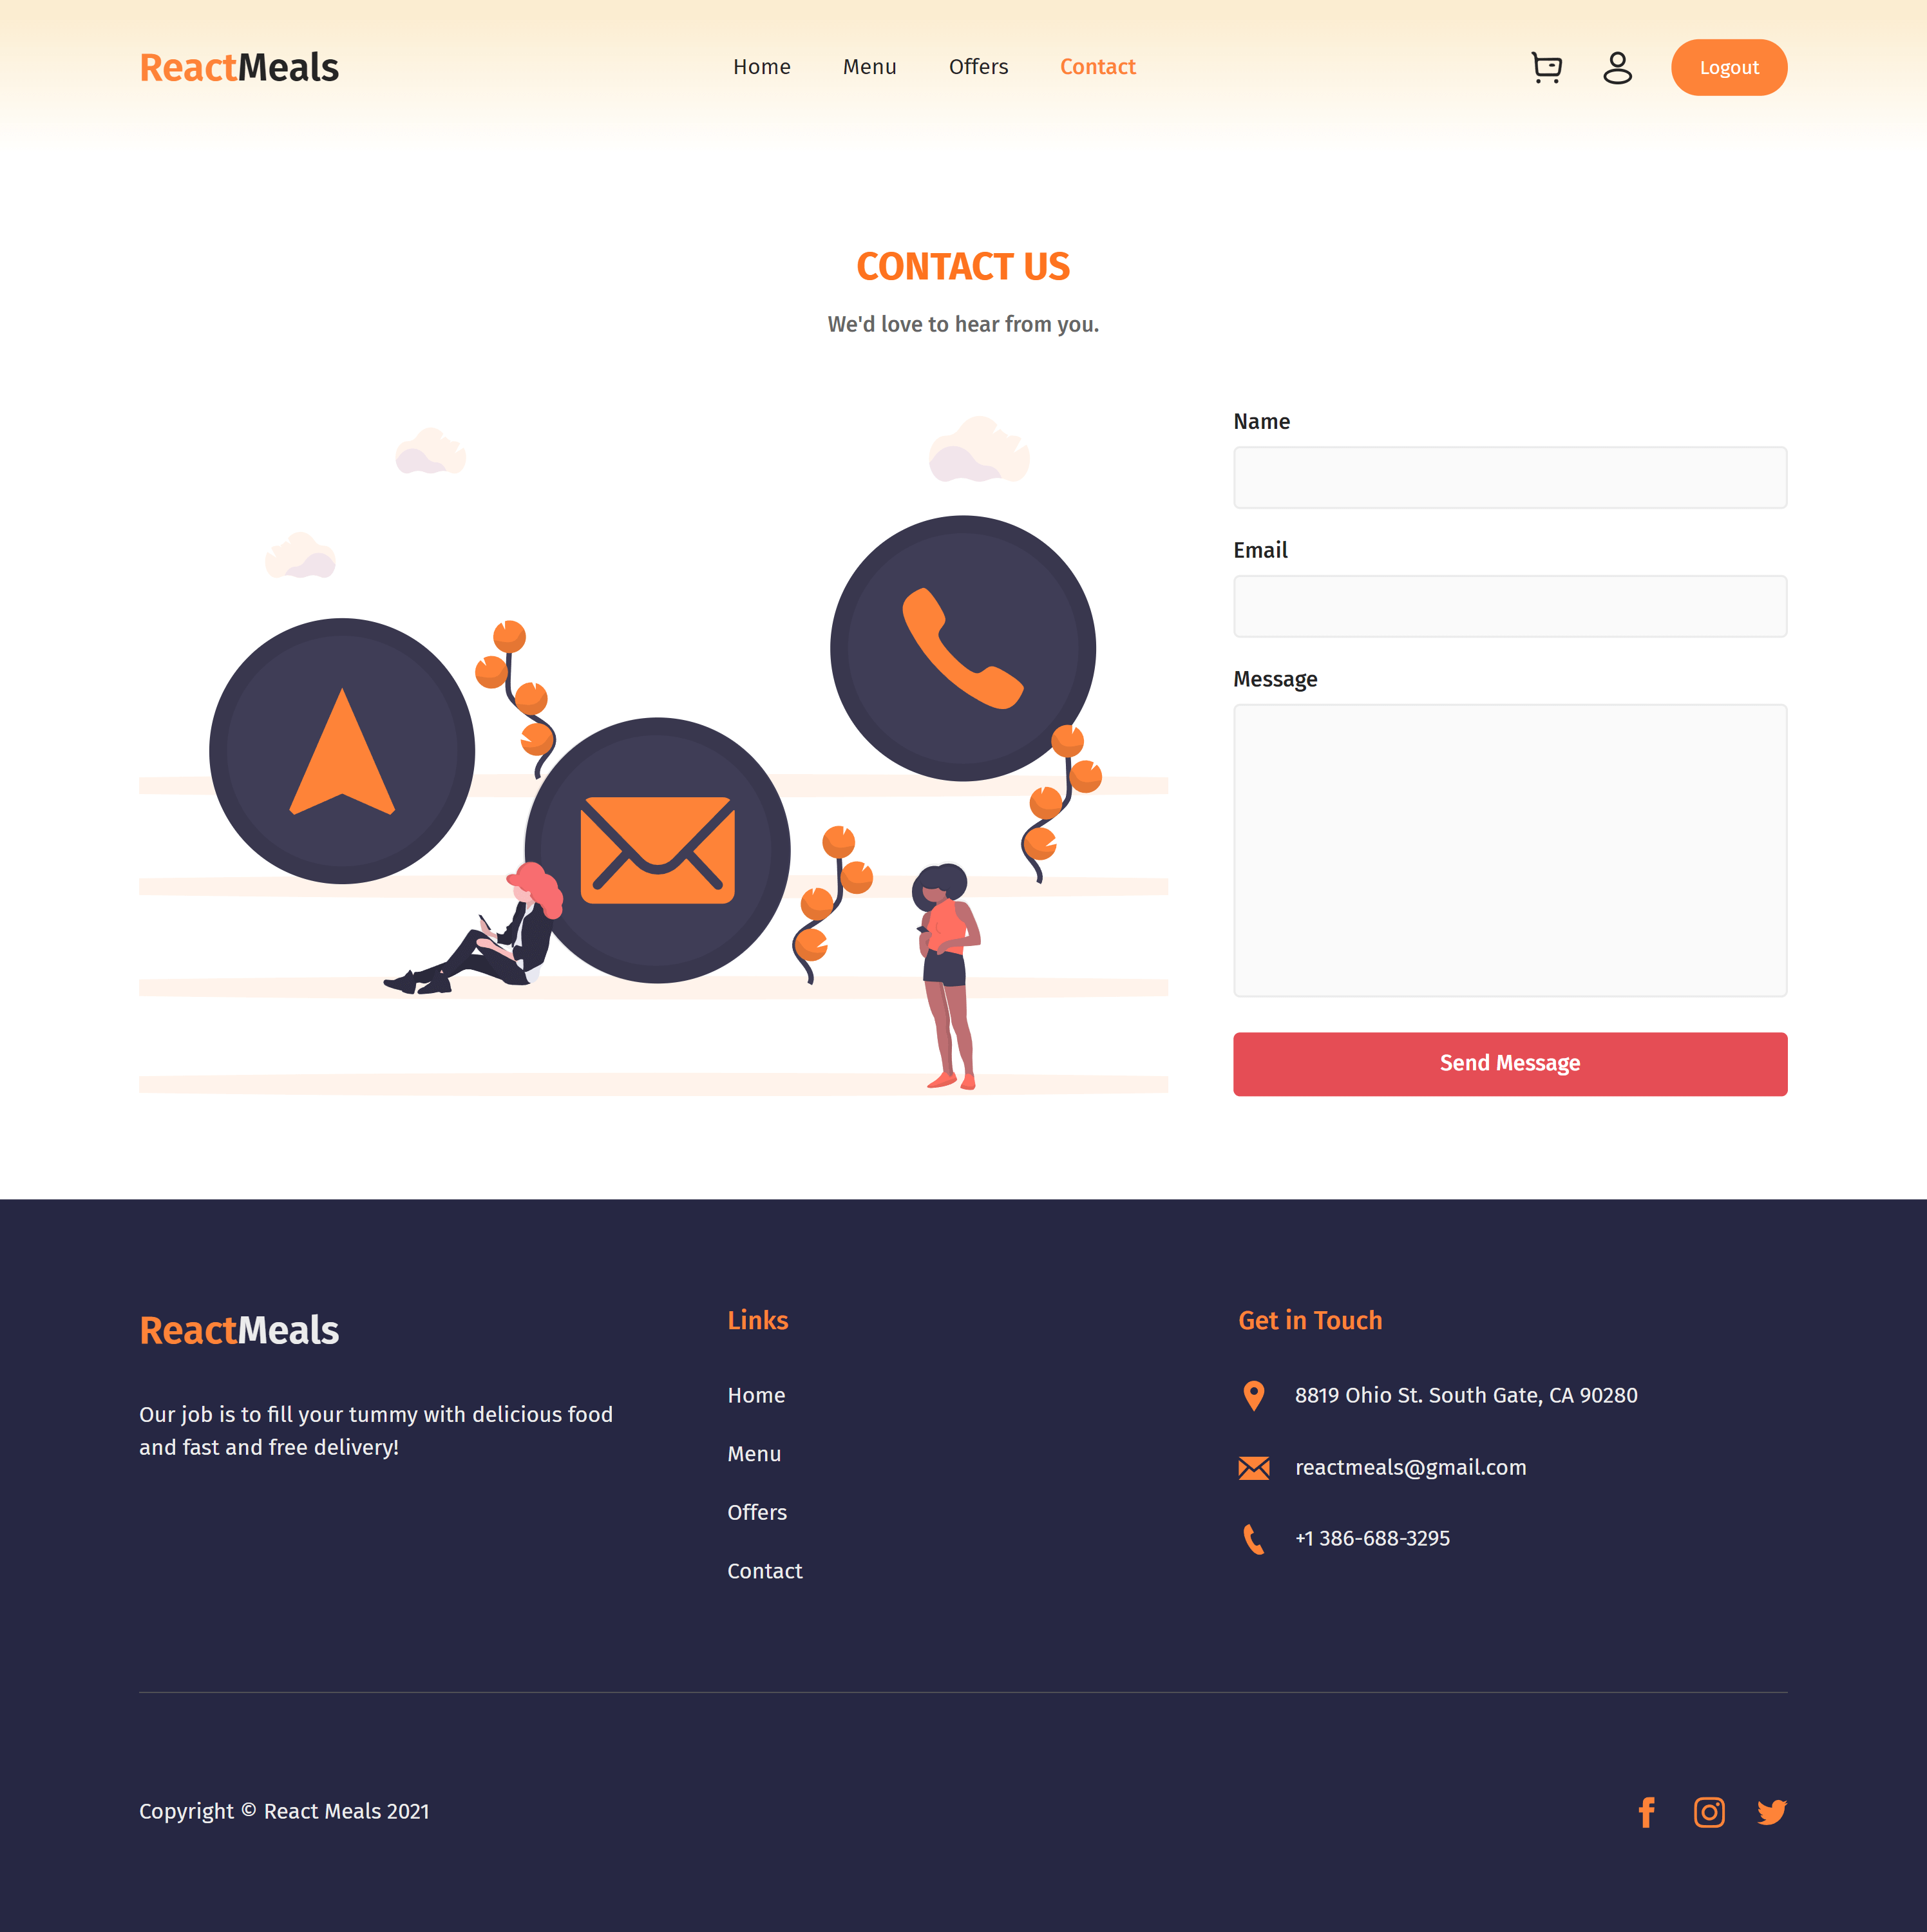 ReactMeals
Home
Menu
Offers
Contact
Logout
CONTACT US
We'd love to hear from you.
Name
Email
Message
Send Message
ReactMeals
Our job is to fill your tummy with delicious food
and fast and free delivery!
Links
Home
Menu
Offers
Contact
Get in Touch
8819 Ohio St. South Gate, CA 90280
reactmeals@gmail.com
+1 386-688-3295
Copyright © React Meals 2021